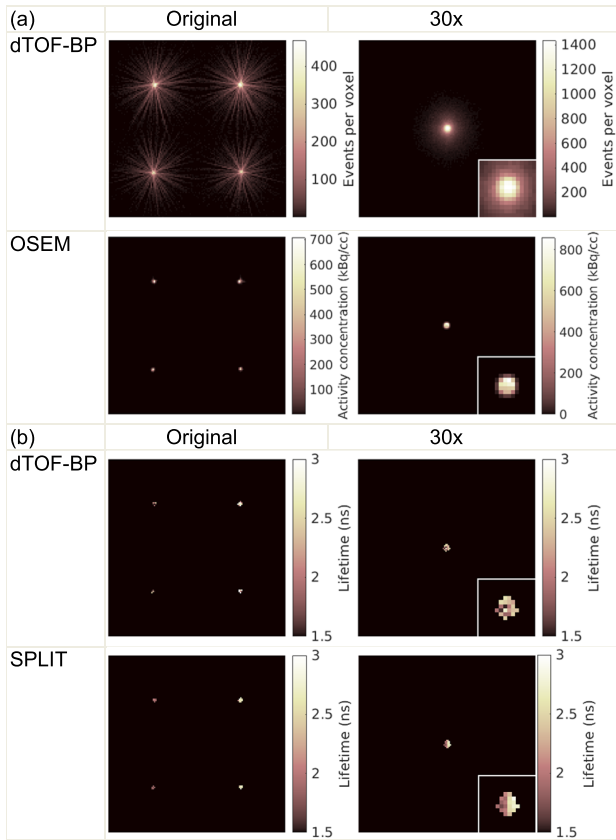 (a) Original 30x
dTOF-BP
400
300
200
100
Events per voxel
1400
1200
1000
800
600
400
200
Events per voxel
OSEM
700
600
500
400
300
200
100
Activity concentration (kBq/cc)
800
600
400
200
0
Activity concentration (kBq/cc)
(b) Original 30x
dTOF-BP
3
2.5
2
1.5
Lifetime (ns)
3
2.5
2
1.5
Lifetime (ns)
SPLIT
3
2.5
2
1.5
Lifetime (ns)
3
2.5
2
1.5
Lifetime (ns)